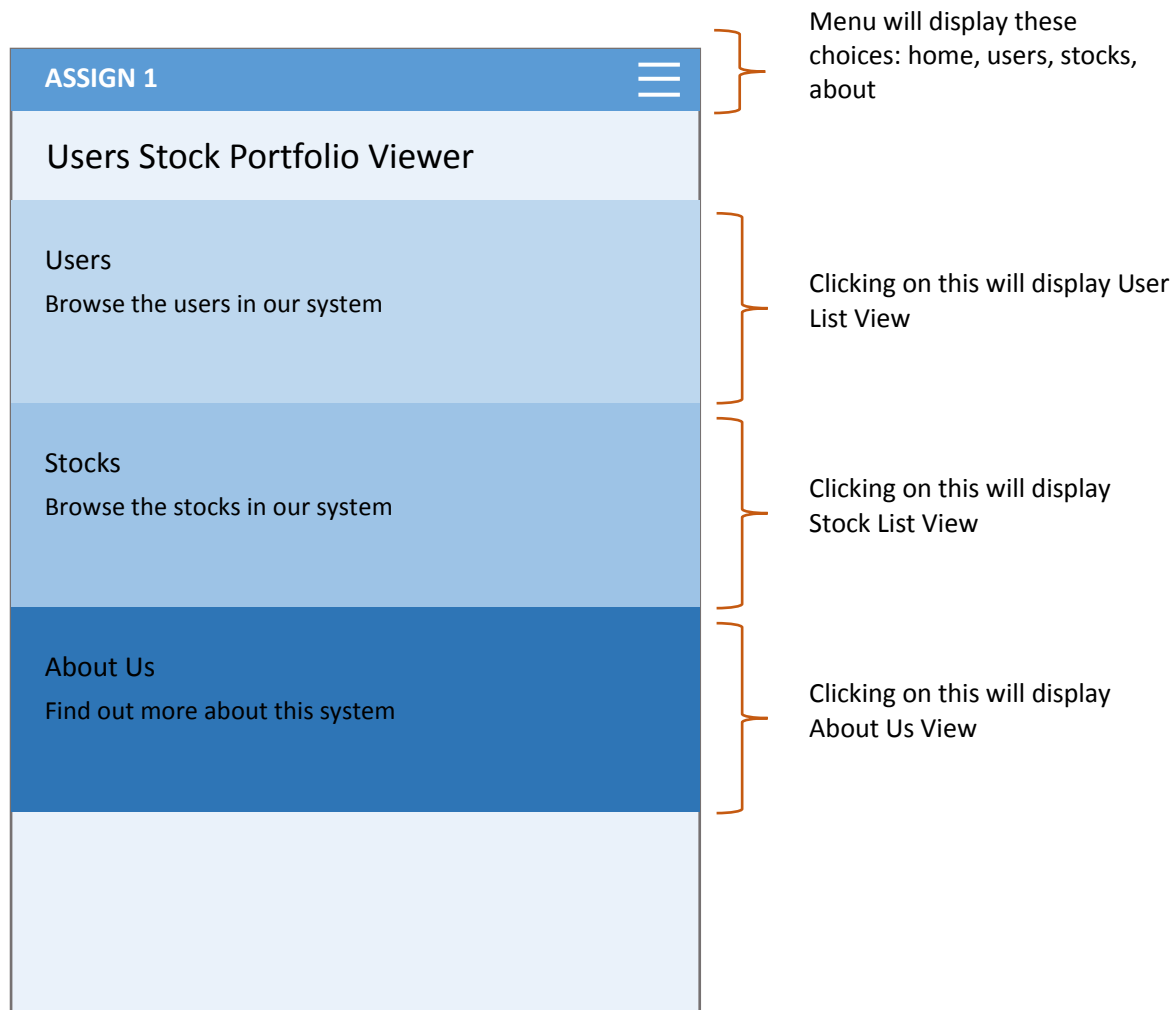 Menu will display these
choices: home, users, stocks,
about
ASSIGN 1
Users Stock Portfolio Viewer
Users
Browse the users in our system
Clicking on this will display User
List View
Stocks
Browse the stocks in our system
Clicking on this will display
Stock List View
About Us
Find out more about this system
Clicking on this will display
About Us View